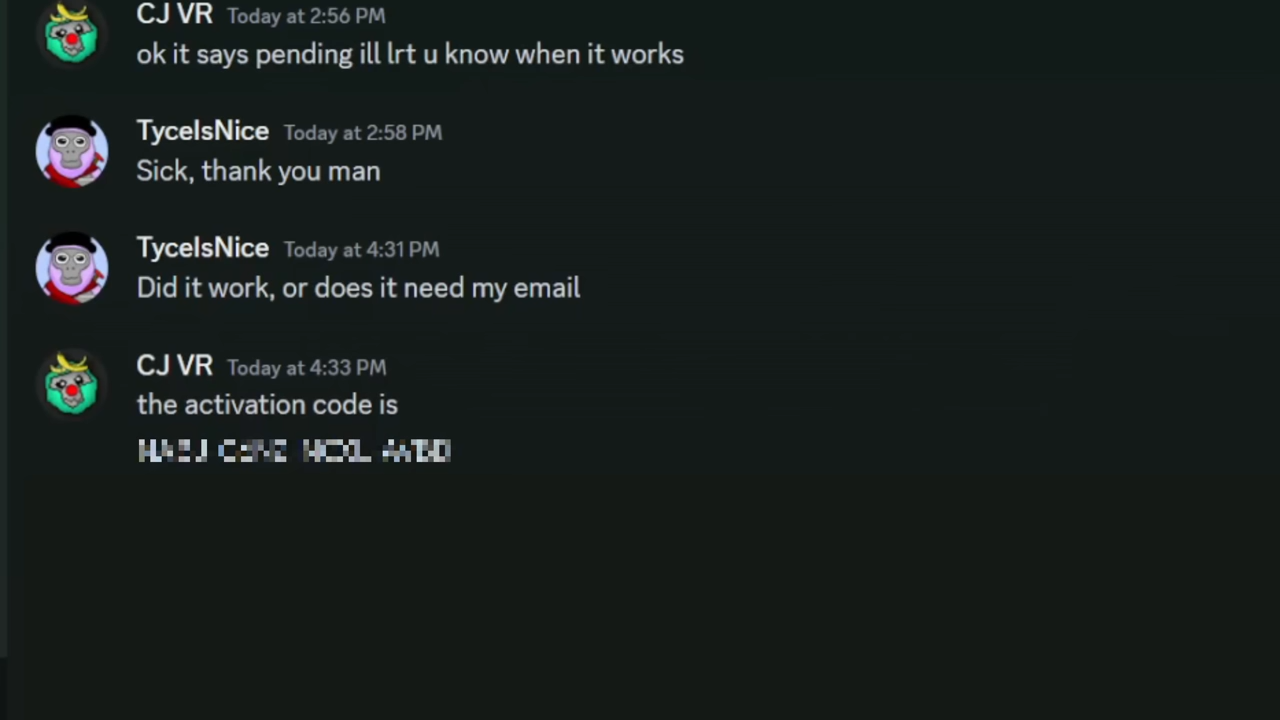 CJ VR Today at 2:56 PM
ok it says pending ill lrt u know when it works
TyceIsNice Today at 2:58 PM
Sick, thank you man
TyceIsNice Today at 4:31 PM
Did it work, or does it need my email
CJ VR Today at 4:33 PM
the activation code is